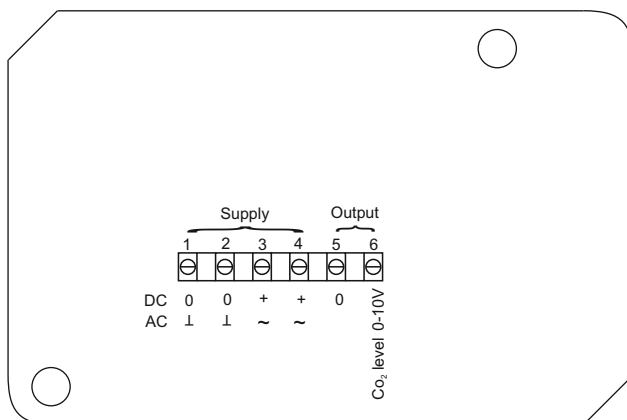 Supply Output
1 2 3 4 5 6
DC 0 0 + + 0
AC ⊥ ⊥ ~ ~
Co₂ level 0-10V